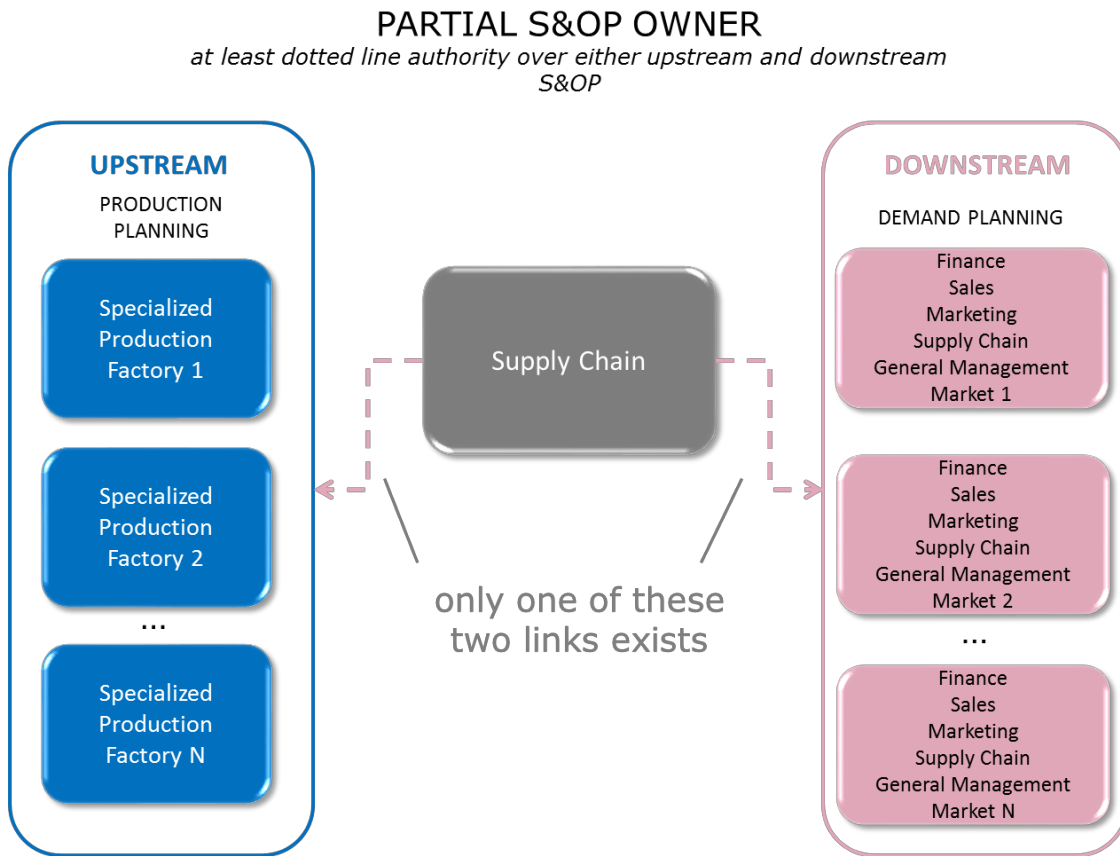 PARTIAL S&OP OWNER
at least dotted line authority over either upstream and downstream
S&OP
UPSTREAM
PRODUCTION
PLANNING
Specialized
Production
Factory 1
Specialized
Production
Factory 2
...
Specialized
Production
Factory N
Supply Chain
only one of these
two links exists
DOWNSTREAM
DEMAND PLANNING
Finance
Sales
Marketing
Supply Chain
General Management
Market 1
Finance
Sales
Marketing
Supply Chain
General Management
Market 2
...
Finance
Sales
Marketing
Supply Chain
General Management
Market N